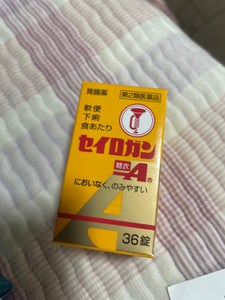 胃腸薬
第2類医薬品
軟便
下痢
食あたり
セイロガン
糖衣
A®
においなく、のみやすい
A
36錠